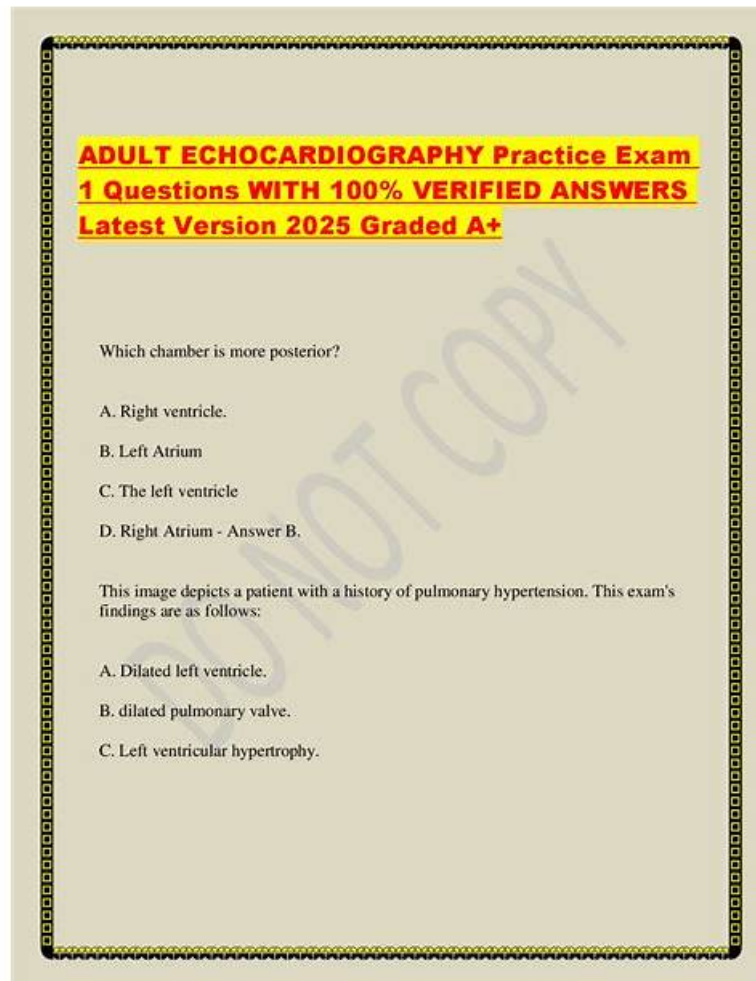 ADULT ECHOCARDIOGRAPHY Practice Exam
1 Questions WITH 100% VERIFIED ANSWERS
Latest Version 2025 Graded A+
Which chamber is more posterior?
A. Right ventricle.
B. Left Atrium
C. The left ventricle
D. Right Atrium - Answer B.
This image depicts a patient with a history of pulmonary hypertension. This exam's
findings are as follows:
A. Dilated left ventricle.
B. dilated pulmonary valve.
C. Left ventricular hypertrophy.
DO NOT COPY